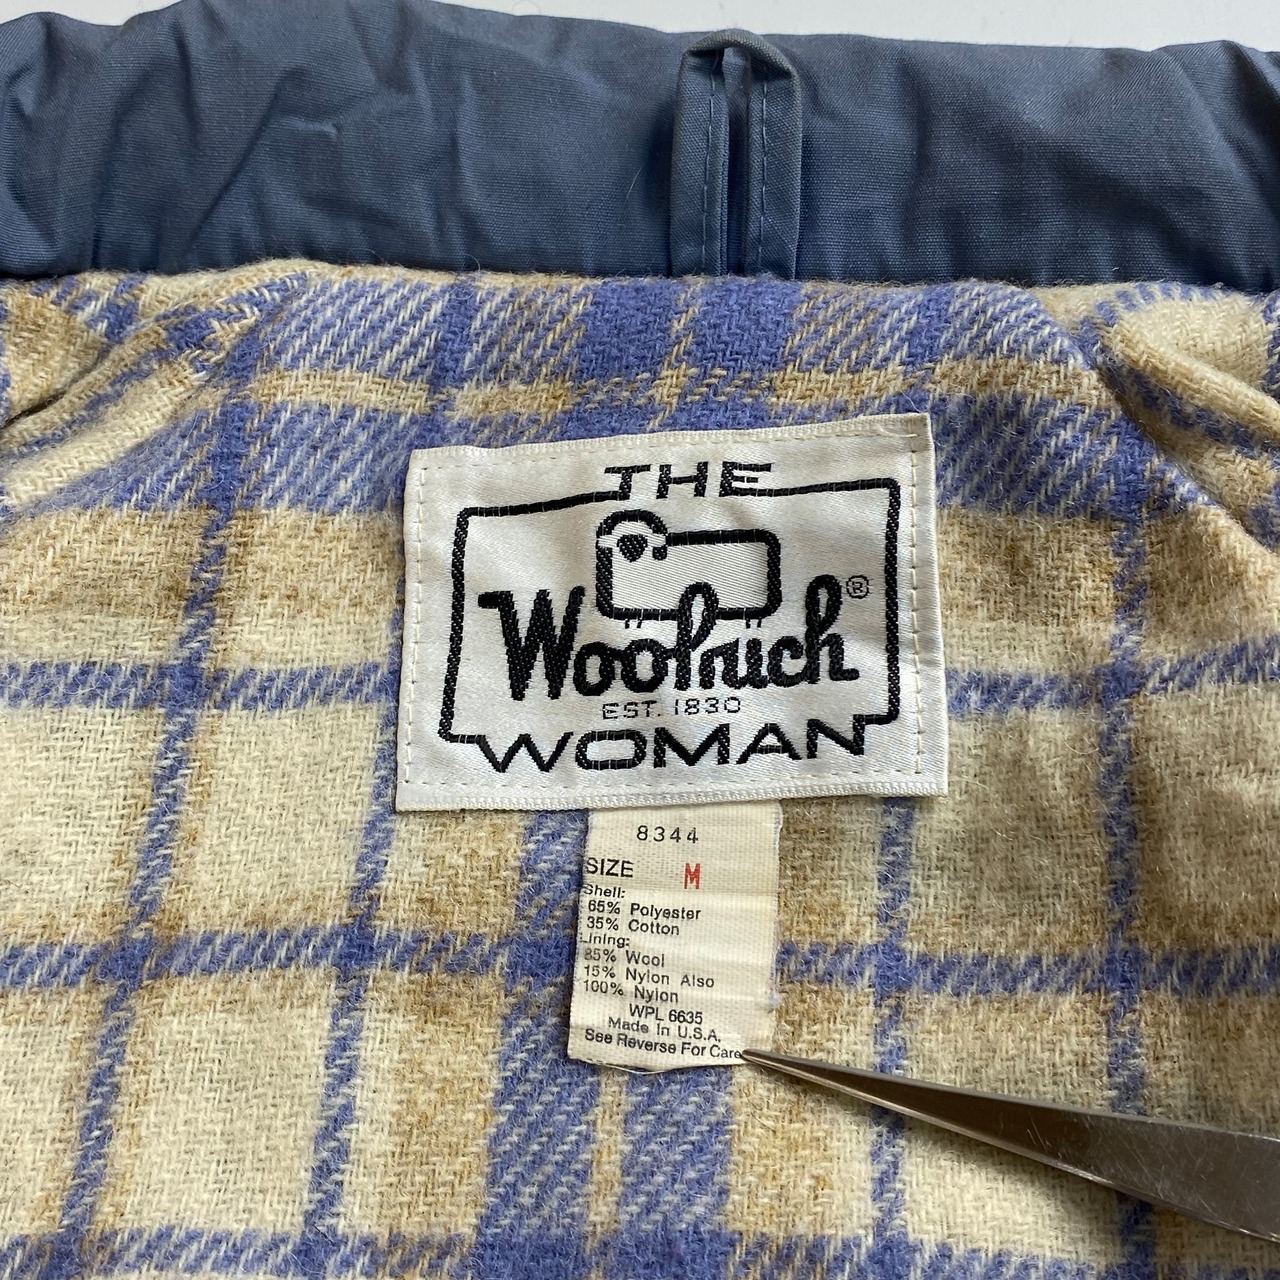 THE
Woolrich®
EST. 1830
WOMAN
8344
SIZE M
Shell:
65% Polyester
35% Cotton
Lining:
85% Wool
15% Nylon Also
100% Nylon
WPL 6635
Made In U.S.A.
See Reverse For Care